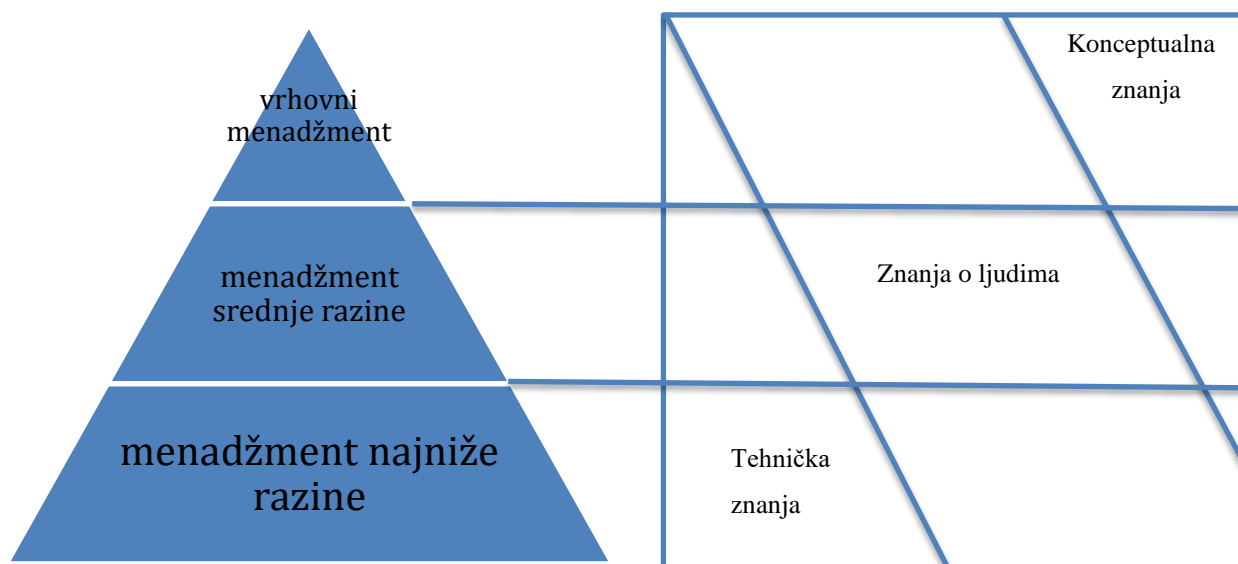 vrhovni
menadžment
menadžment
srednje razine
menadžment najniže
razine
Konceptualna
znanja
Znanja o ljudima
Tehnička
znanja